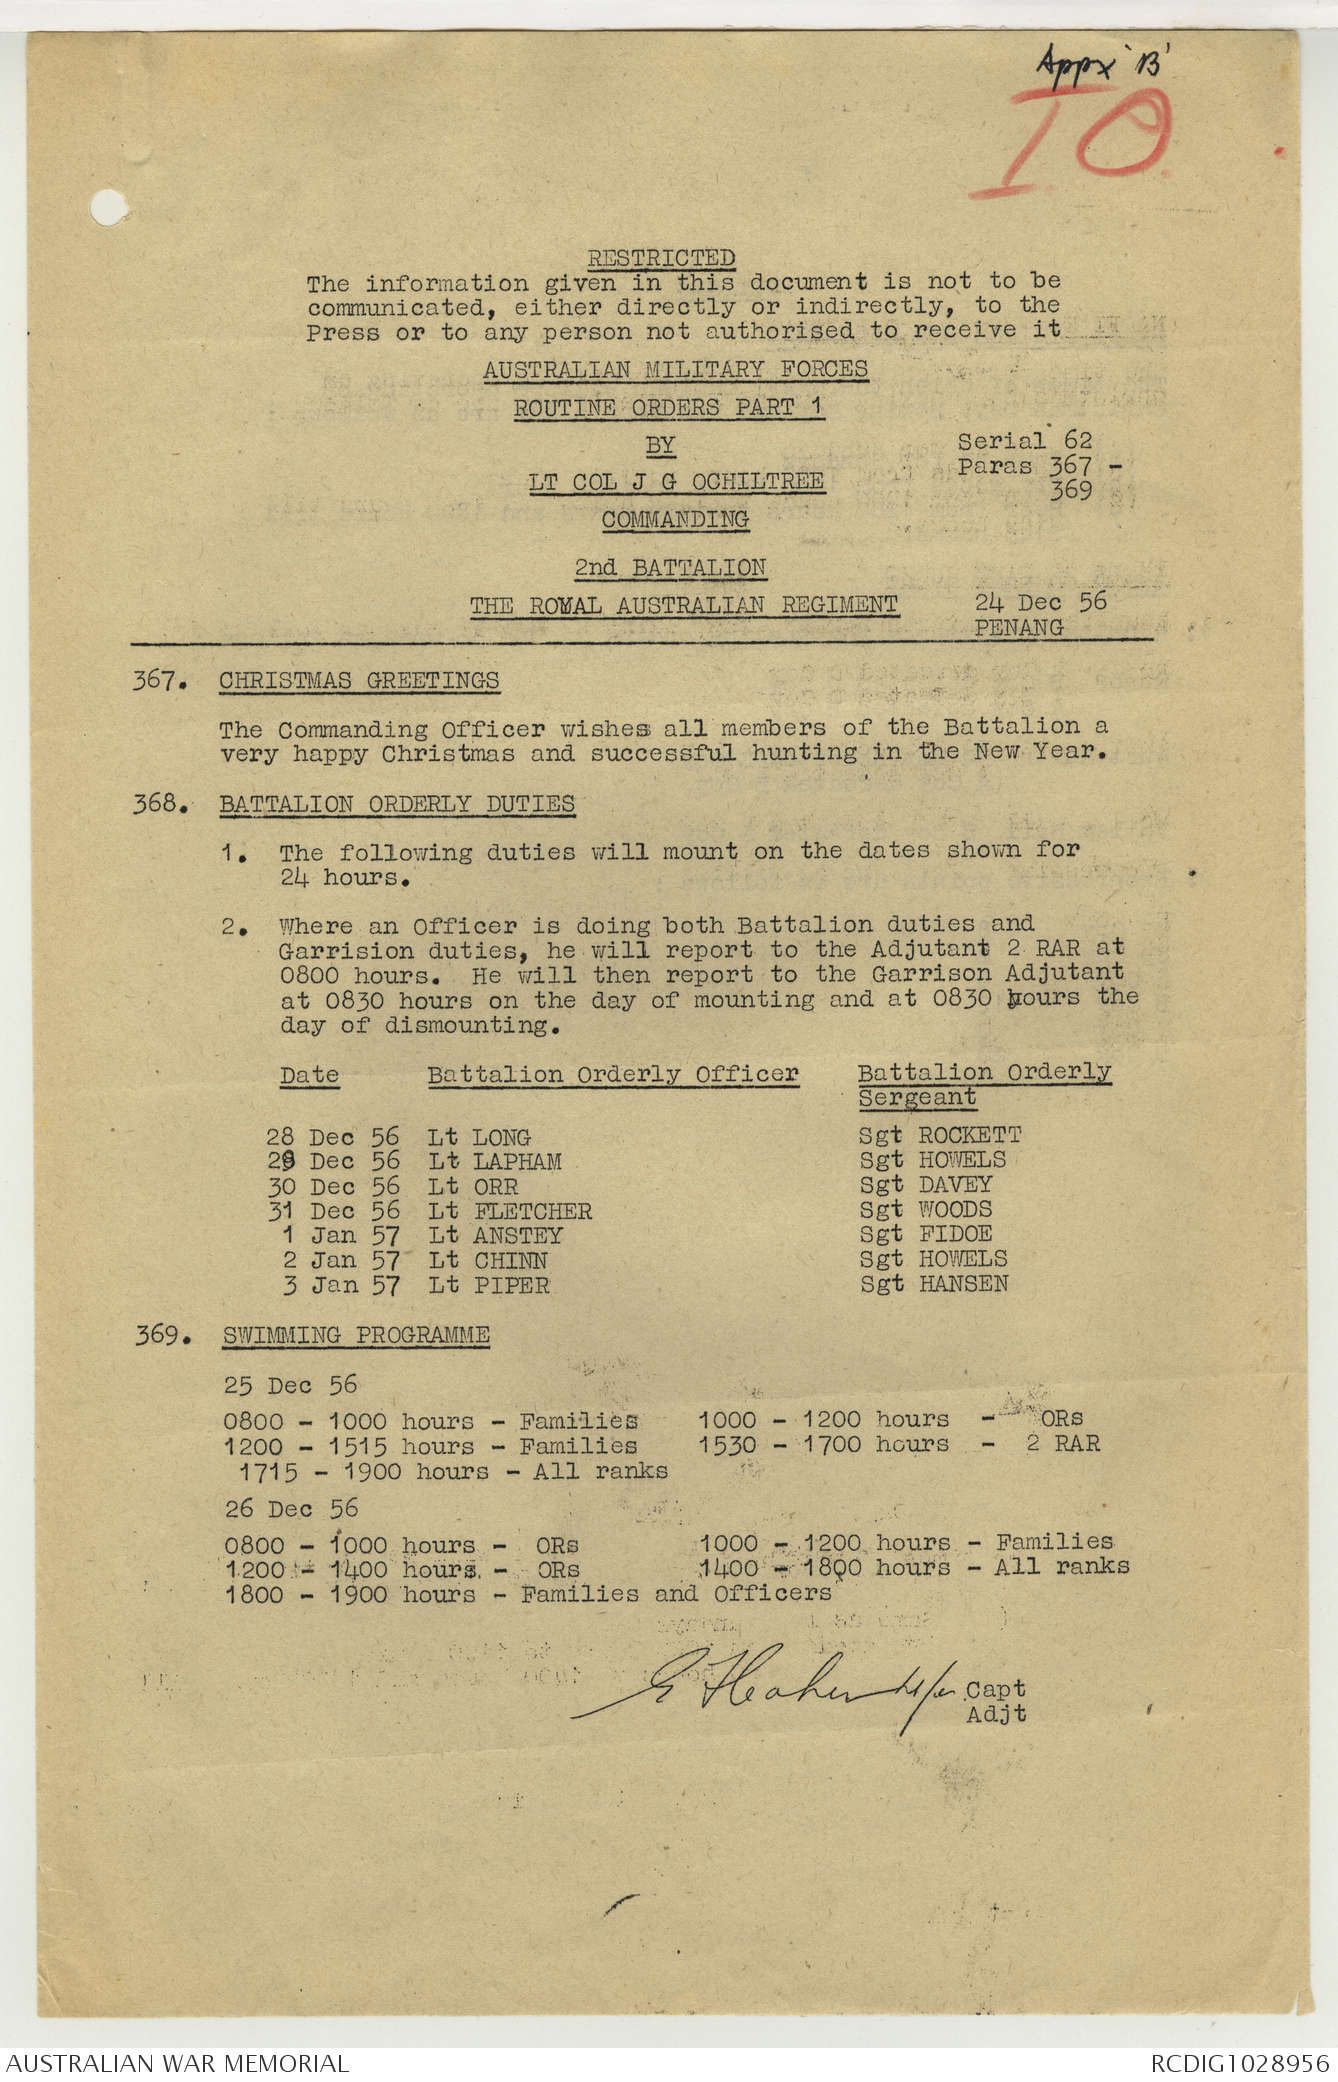 Appx 'B'
IO
RESTRICTED
The information given in this document is not to be
communicated, either directly or indirectly, to the
Press or to any person not authorised to receive it
AUSTRALIAN MILITARY FORCES
ROUTINE ORDERS PART 1
BY
Serial 62
Paras 367 -
369
LT COL J G OCHILTREE
COMMANDING
2nd BATTALION
THE ROYAL AUSTRALIAN REGIMENT
24 Dec 56
PENANG
367. CHRISTMAS GREETINGS
The Commanding Officer wishes all members of the Battalion a
very happy Christmas and successful hunting in the New Year.
368. BATTALION ORDERLY DUTIES
1. The following duties will mount on the dates shown for
24 hours.
2. Where an Officer is doing both Battalion duties and
Garrision duties, he will report to the Adjutant 2 RAR at
0800 hours. He will then report to the Garrison Adjutant
at 0830 hours on the day of mounting and at 0830 hours the
day of dismounting.
Date Battalion Orderly Officer Battalion Orderly
Sergeant
28 Dec 56 Lt LONG Sgt ROCKETT
29 Dec 56 Lt LAPHAM Sgt HOWELS
30 Dec 56 Lt ORR Sgt DAVEY
31 Dec 56 Lt FLETCHER Sgt WOODS
1 Jan 57 Lt ANSTEY Sgt FIDOE
2 Jan 57 Lt CHINN Sgt HOWELS
3 Jan 57 Lt PIPER Sgt HANSEN
369. SWIMMING PROGRAMME
25 Dec 56
0800 - 1000 hours - Families 1000 - 1200 hours - ORs
1200 - 1515 hours - Families 1530 - 1700 hours - 2 RAR
1715 - 1900 hours - All ranks
26 Dec 56
0800 - 1000 hours - ORs 1000 - 1200 hours - Families
1200 - 1400 hours - ORs 1400 - 1800 hours - All ranks
1800 - 1900 hours - Families and Officers
Capt
Adjt
AUSTRALIAN WAR MEMORIAL
RCDIG1028956